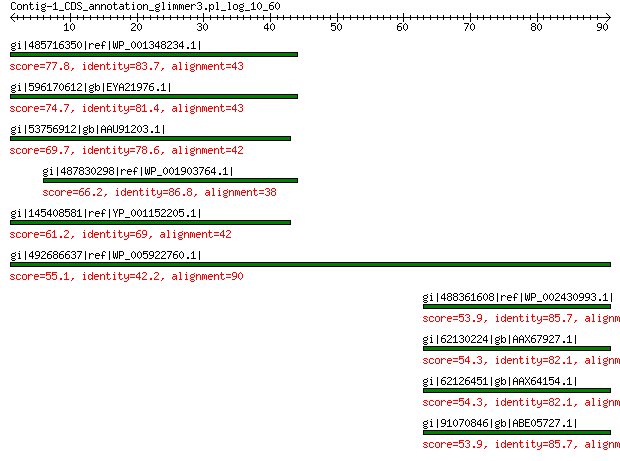 Contig-1_CDS_annotation_glimmer3.pl_log_10_60
10 20 30 40 50 60 70 80 90
gi|485716350|ref|WP_001348234.1|
score=77.8, identity=83.7, alignment=43
gi|596170612|gb|EYA21976.1|
score=74.7, identity=81.4, alignment=43
gi|53756912|gb|AAU91203.1|
score=69.7, identity=78.6, alignment=42
gi|487830298|ref|WP_001903764.1|
score=66.2, identity=86.8, alignment=38
gi|145408581|ref|YP_001152205.1|
score=61.2, identity=69, alignment=42
gi|492686637|ref|WP_005922760.1|
score=55.1, identity=42.2, alignment=90
gi|488361608|ref|WP_002430993.1|
score=53.9, identity=85.7, alignm
gi|62130224|gb|AAX67927.1|
score=54.3, identity=82.1, alignm
gi|62126451|gb|AAX64154.1|
score=54.3, identity=82.1, alignm
gi|91070846|gb|ABE05727.1|
score=53.9, identity=85.7, alignm